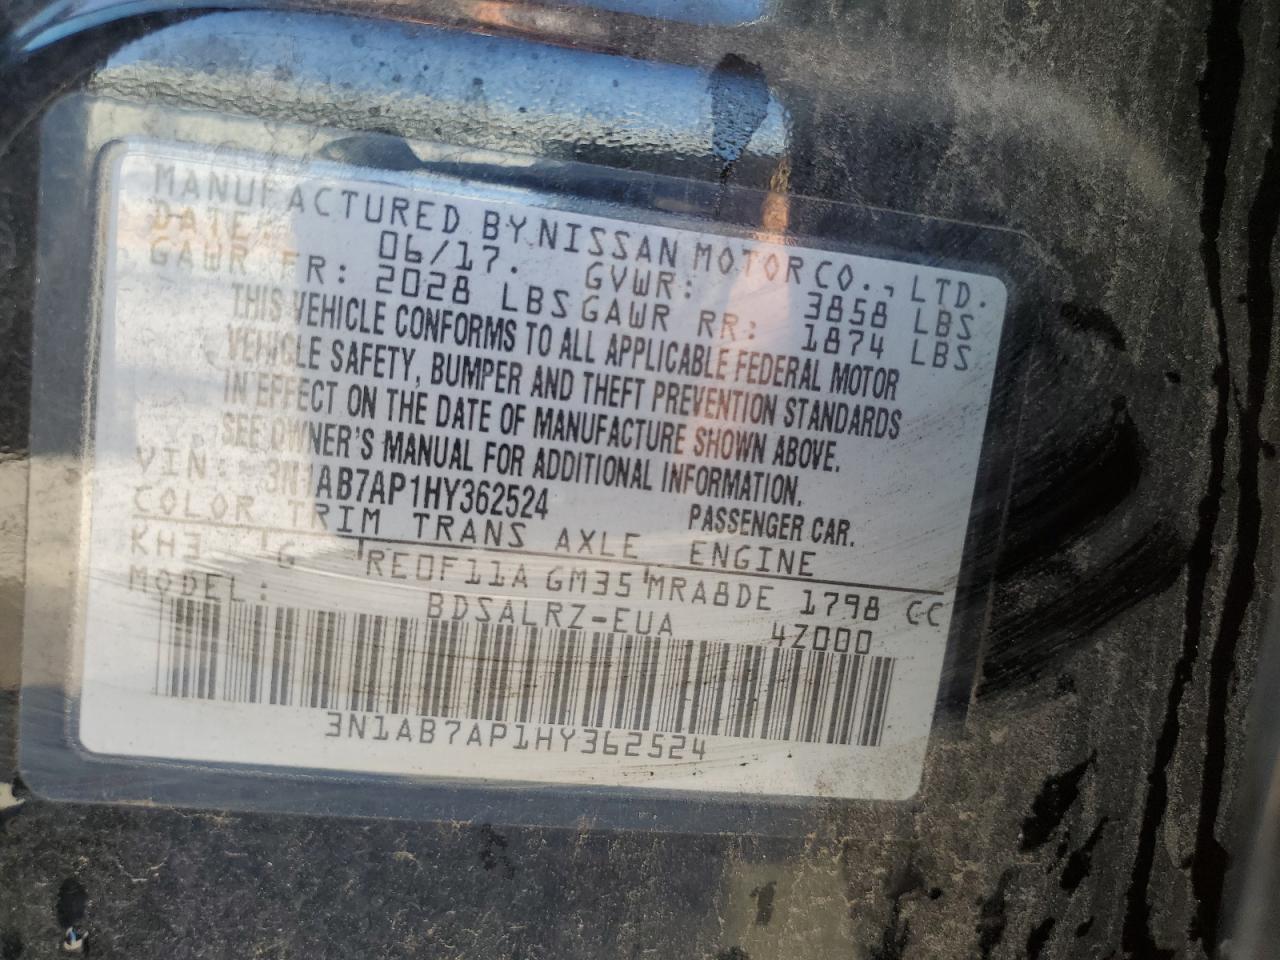 MANUFACTURED BY NISSAN MOTOR CO., LTD.
DATE: 06/17. GVWR: 3858 LBS
GAWR FR: 2028 LBS GAWR RR: 1874 LBS
THIS VEHICLE CONFORMS TO ALL APPLICABLE FEDERAL MOTOR
VEHICLE SAFETY, BUMPER AND THEFT PREVENTION STANDARDS
IN EFFECT ON THE DATE OF MANUFACTURE SHOWN ABOVE.
SEE OWNER'S MANUAL FOR ADDITIONAL INFORMATION.
VIN: 3N1AB7AP1HY362524 PASSENGER CAR.
COLOR TRIM TRANS AXLE ENGINE
KH3 'G 'RE0F11A GM35 'MRA8DE 1798 CC
MODEL: BDSALRZ-EUA 4Z000
3N1AB7AP1HY362524